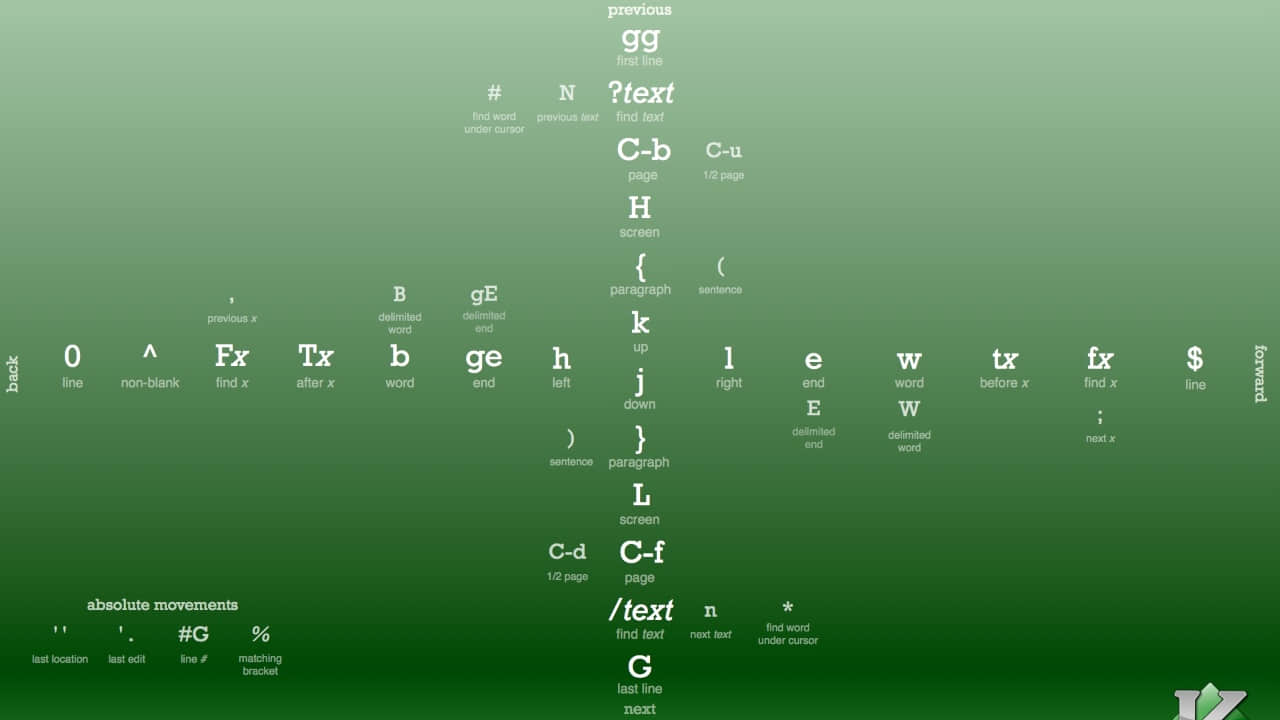 previous
gg
first line
# N ?text
find word previous text find text
under cursor
C-b C-u
page 1/2 page
H
screen
{ (
paragraph sentence
, B gE k
previous x delimited delimited
word end
up
back 0 ^ Fx Tx b ge h l e w tx fx $ forward
line non-blank find x after x word end left right end word before x find x line
j
down
E W ;
delimited delimited next x
end word
) }
sentence paragraph
L
screen
C-d C-f
1/2 page page
absolute movements
'' '. #G %
last location last edit line # matching
bracket
/text n *
find text next text find word
under cursor
G
last line
next